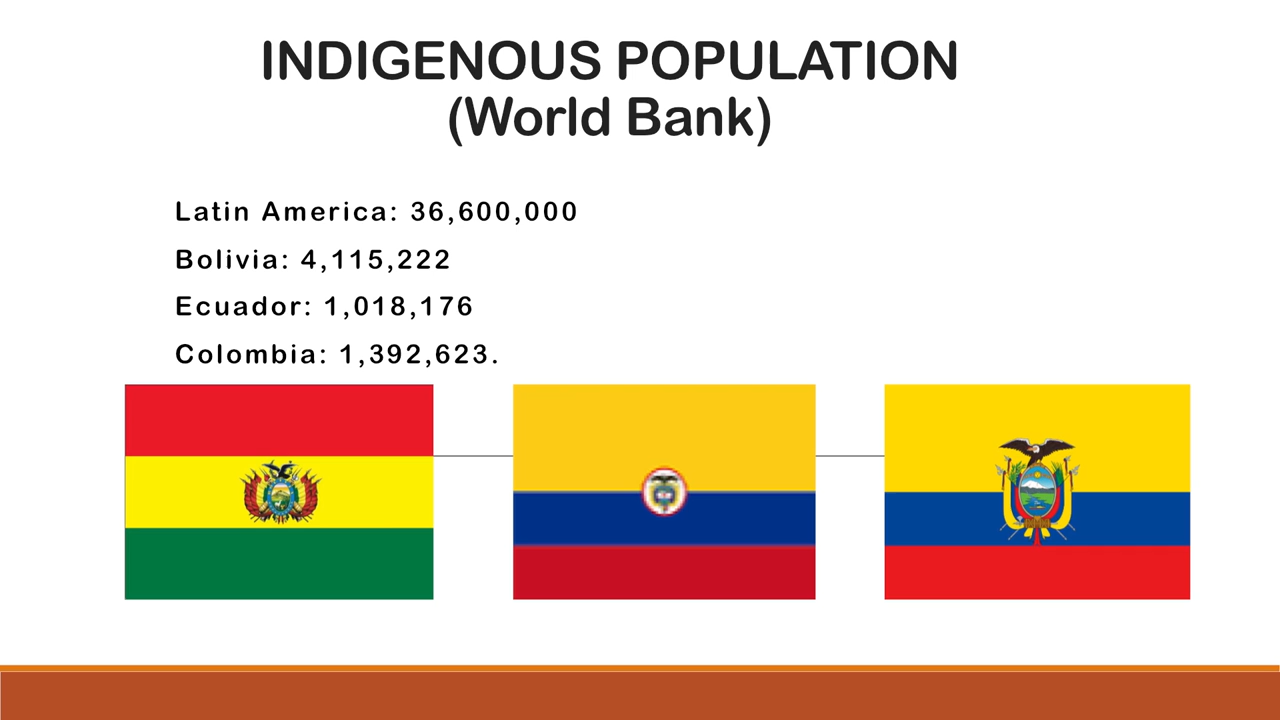 INDIGENOUS POPULATION
(World Bank)
Latin America: 36,600,000
Bolivia: 4,115,222
Ecuador: 1,018,176
Colombia: 1,392,623.